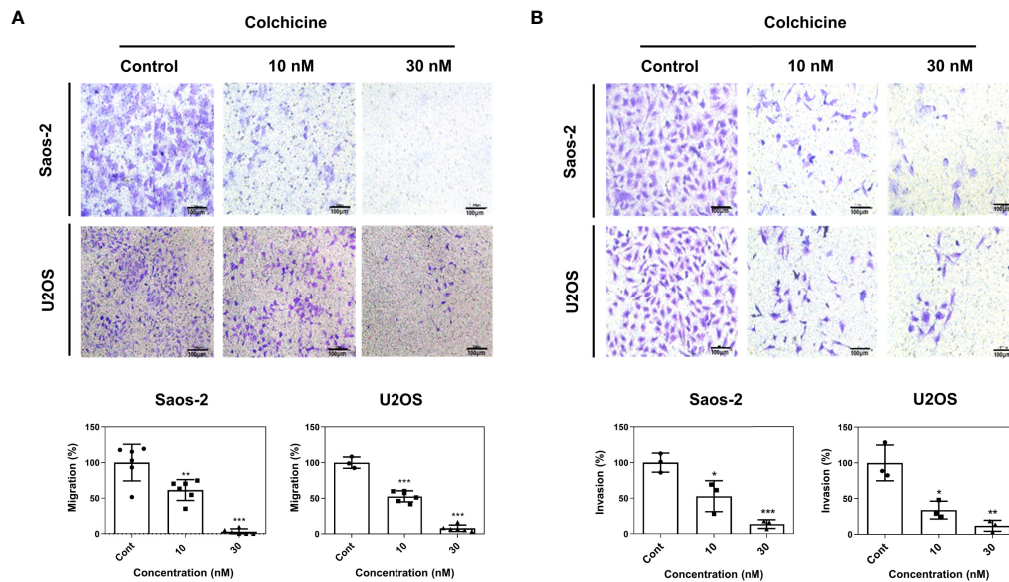 A
Colchicine
Control 10 nM 30 nM
Saos-2
100μm 100μm 100μm
U2OS
100μm 100μm 100μm
Saos-2 U2OS
Migration (%)
150
100
50
0
**
***
Cont 10 30
Concentration (nM)
Migration (%)
150
100
50
0
***
***
Cont 10 30
Concentration (nM)
B
Colchicine
Control 10 nM 30 nM
Saos-2
100μm 100μm 100μm
U2OS
100μm 100μm 100μm
Saos-2 U2OS
Invasion (%)
150
100
50
0
*
***
Cont 10 30
Concentration (nM)
Invasion (%)
150
100
50
0
*
**
Cont 10 30
Concentration (nM)